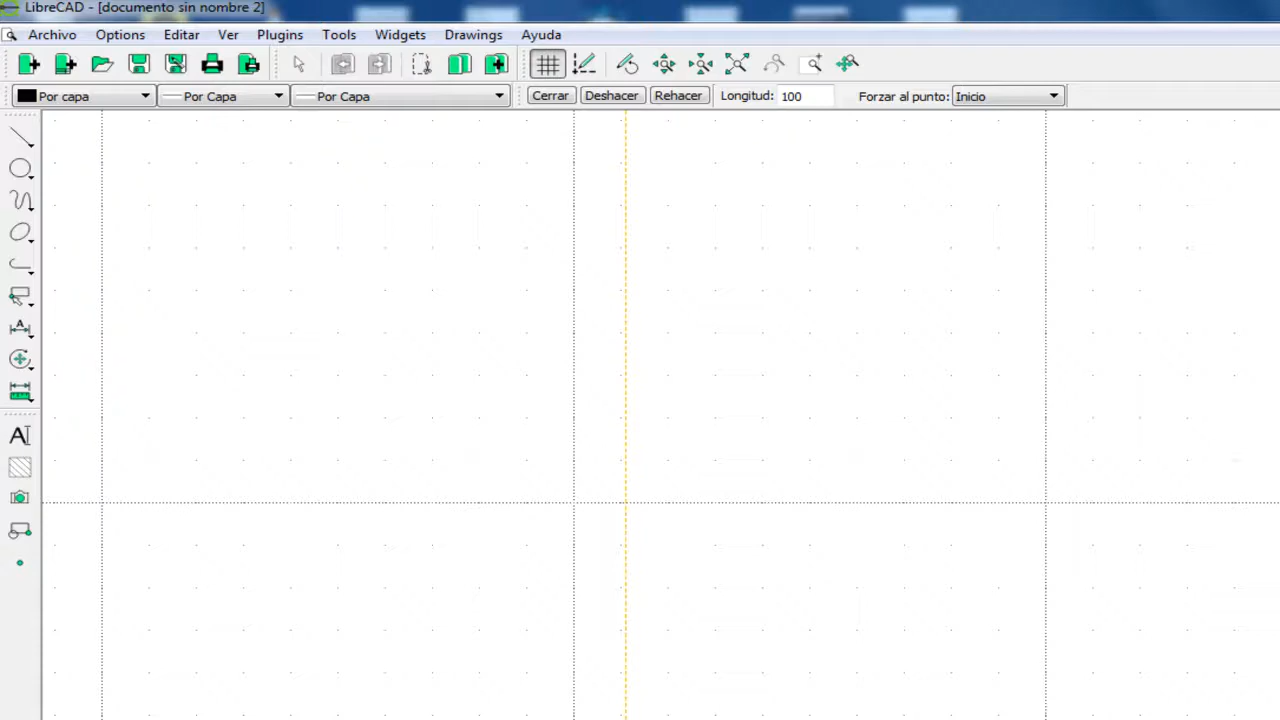 LibreCAD - [documento sin nombre 2]
Archivo Options Editar Ver Plugins Tools Widgets Drawings Ayuda
Por capa Por Capa Por Capa Cerrar Deshacer Rehacer Longitud: 100 Forzar al punto: Inicio
A
A